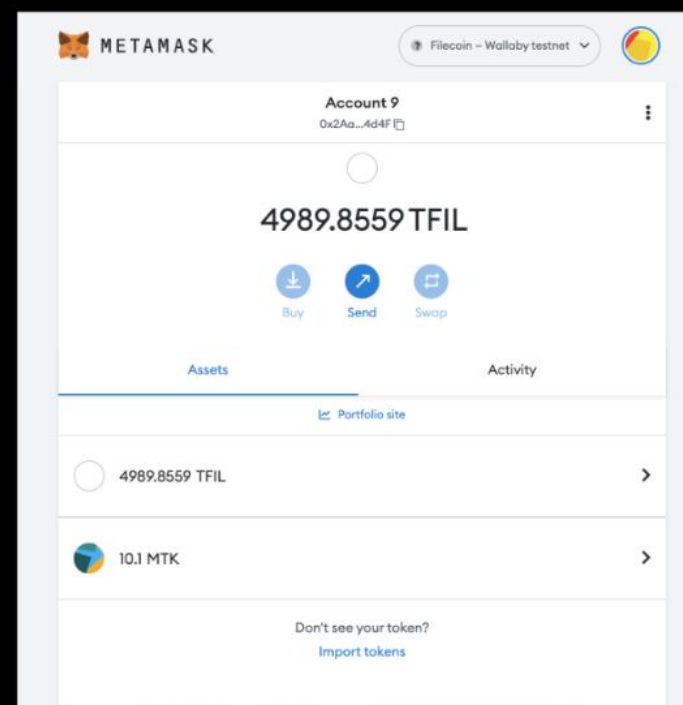 METAMASK
Filecoin – Wallaby testnet
Account 9
0x2Aa...4d4F
4989.8559 TFIL
Buy
Send
Swap
Assets
Activity
Portfolio site
4989.8559 TFIL
10.1 MTK
Don't see your token?
Import tokens